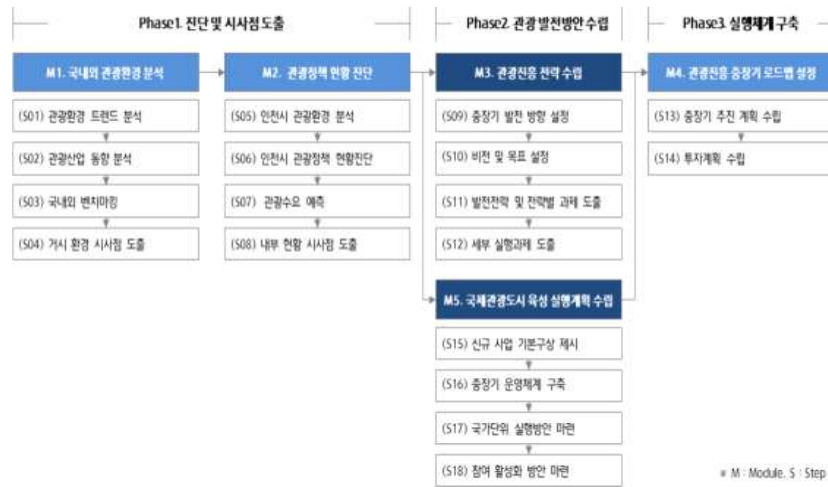 Phase1. 진단 및 시사점 도출
Phase2. 관광 발전방안 수립
Phase3. 실행체계 구축
M1. 국내외 관광환경 분석
(S01) 관광환경 트렌드 분석
(S02) 관광산업 동향 분석
(S03) 국내외 벤치마킹
(S04) 거시 환경 시사점 도출
M2. 관광정책 현황 진단
(S05) 인천시 관광환경 분석
(S06) 인천시 관광정책 현황진단
(S07) 관광수요 예측
(S08) 내부 현황 시사점 도출
M3. 관광진흥 전략 수립
(S09) 중장기 발전 방향 설정
(S10) 비전 및 목표 설정
(S11) 발전전략 및 전략별 과제 도출
(S12) 세부 실행과제 도출
M5. 국제관광도시 육성 실행계획 수립
(S15) 신규 사업 기본구상 제시
(S16) 중장기 운영체계 구축
(S17) 국가단위 실행방안 마련
(S18) 참여 활성화 방안 마련
M4. 관광진흥 중장기 로드맵 설정
(S13) 중장기 추진 계획 수립
(S14) 투자계획 수립
※ M : Module, S : Step